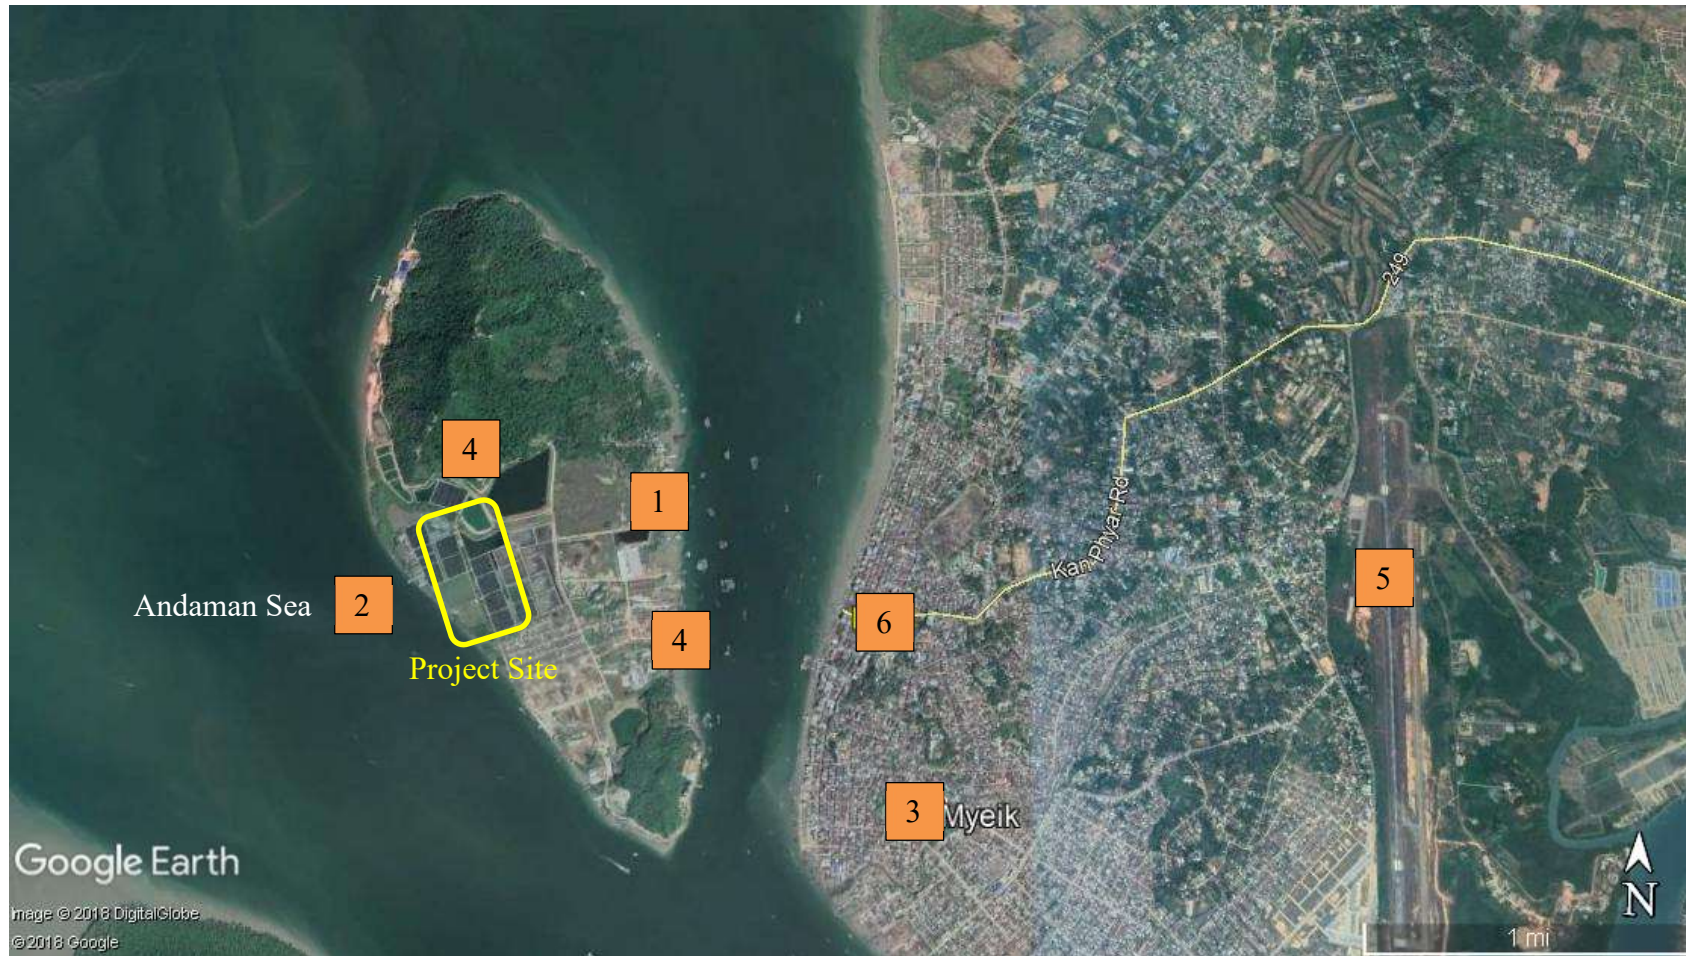 249
4
1
Kan Phyar Rd
5
Andaman Sea
2
6
4
Project Site
3
Myeik
Google Earth
N
Image © 2018 DigitalGlobe
© 2018 Google
1 mi